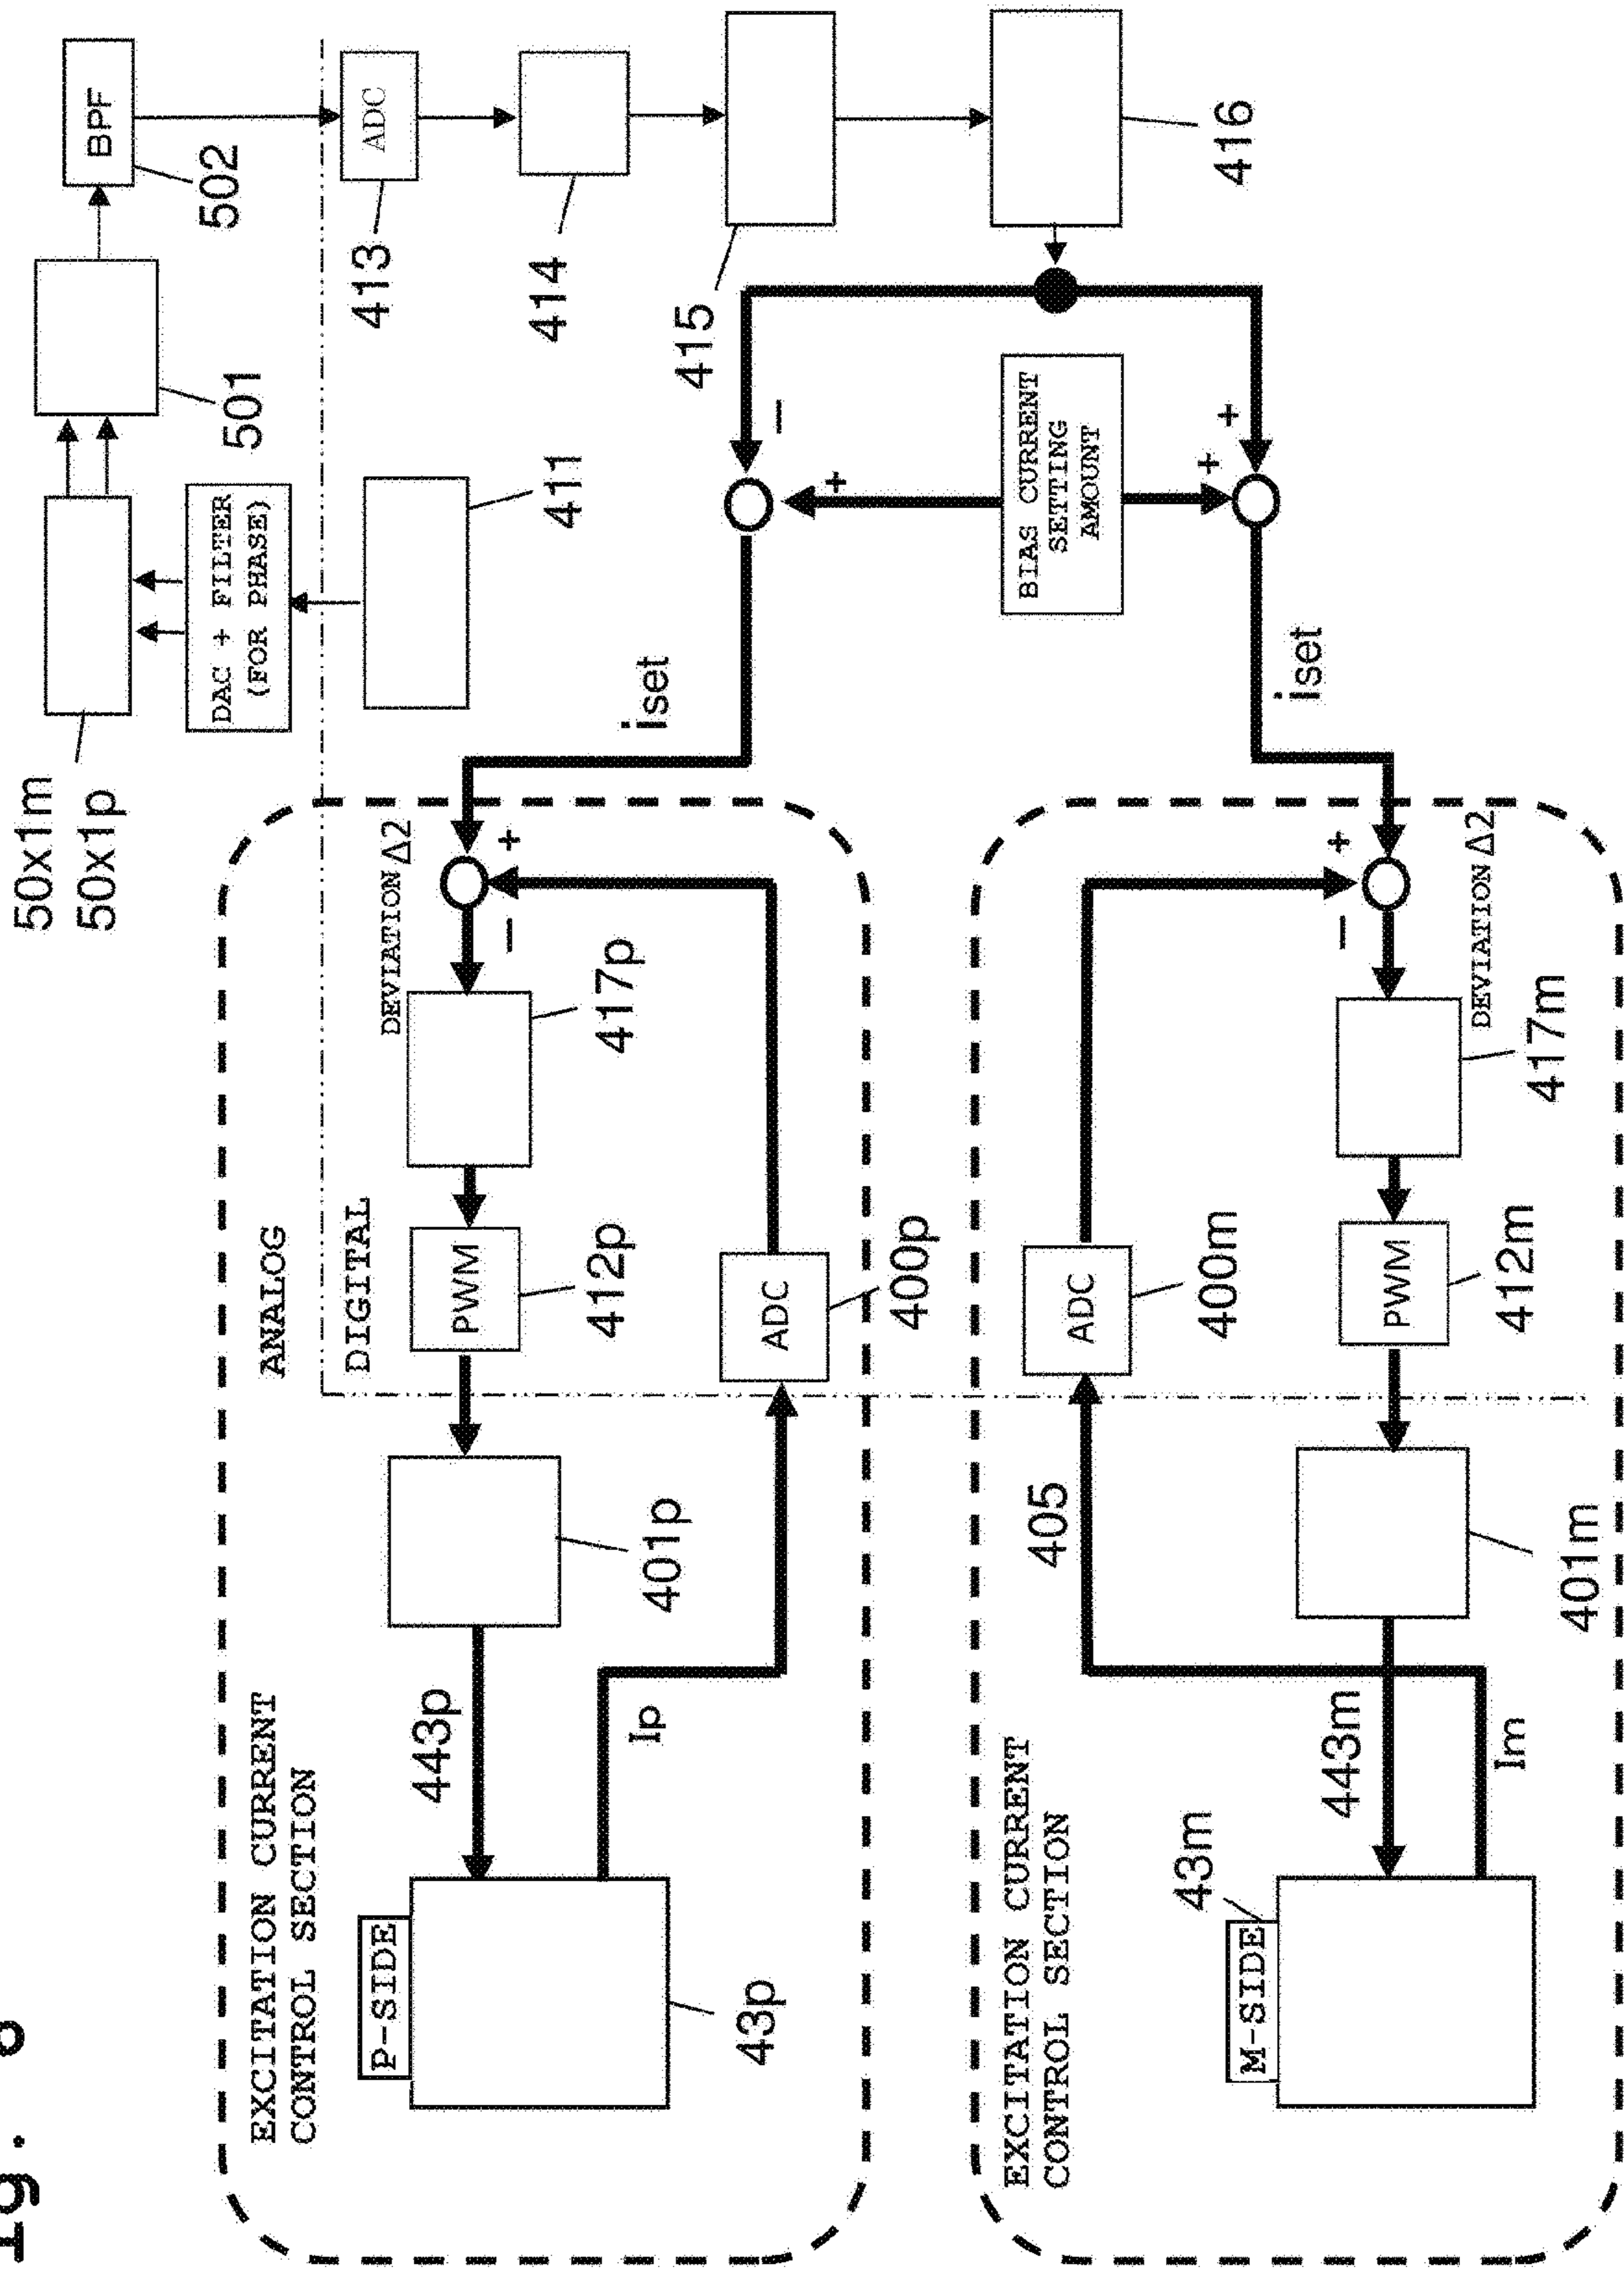 50x1m
50x1p
BPF
502
501
DAC + FILTER
(FOR PHASE)
411
ADC
413
414
415
416
BIAS CURRENT
SETTING
AMOUNT
−
+
+
+
iset
iset
ANALOG
DIGITAL
EXCITATION CURRENT
CONTROL SECTION
P-SIDE
43p
443p
Ip
401p
PWM
412p
417p
DEVIATION Δ2
+
−
ADC
400p
EXCITATION CURRENT
CONTROL SECTION
M-SIDE
43m
443m
Im
405
401m
ADC
400m
PWM
412m
417m
DEVIATION Δ2
+
−